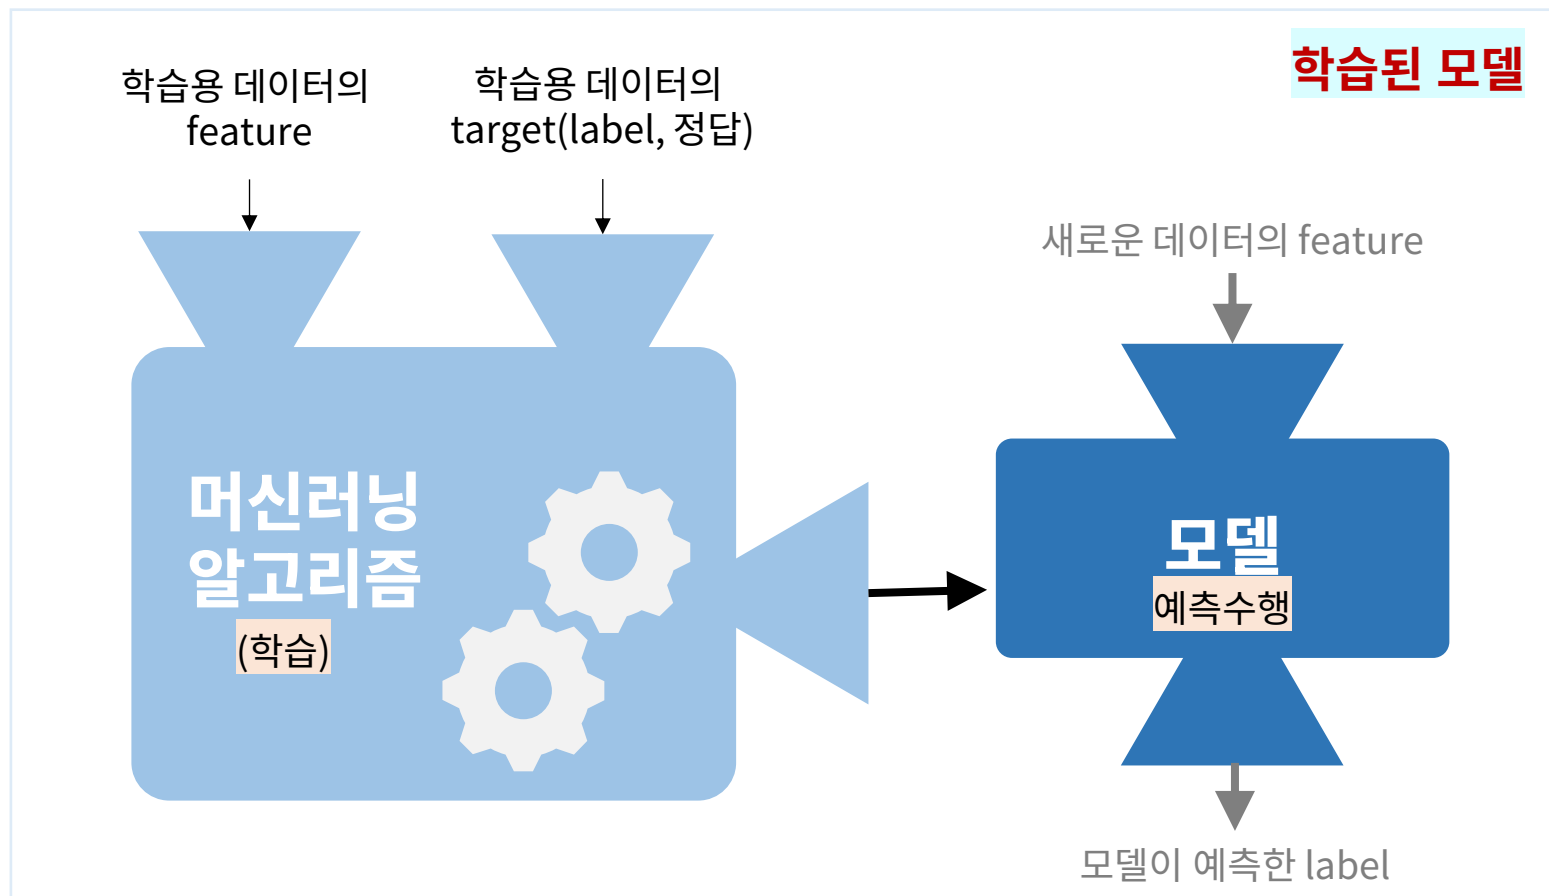 학습된 모델
학습용 데이터의
feature
학습용 데이터의
target(label, 정답)
새로운 데이터의 feature
머신러닝
알고리즘
(학습)
모델
예측수행
모델이 예측한 label